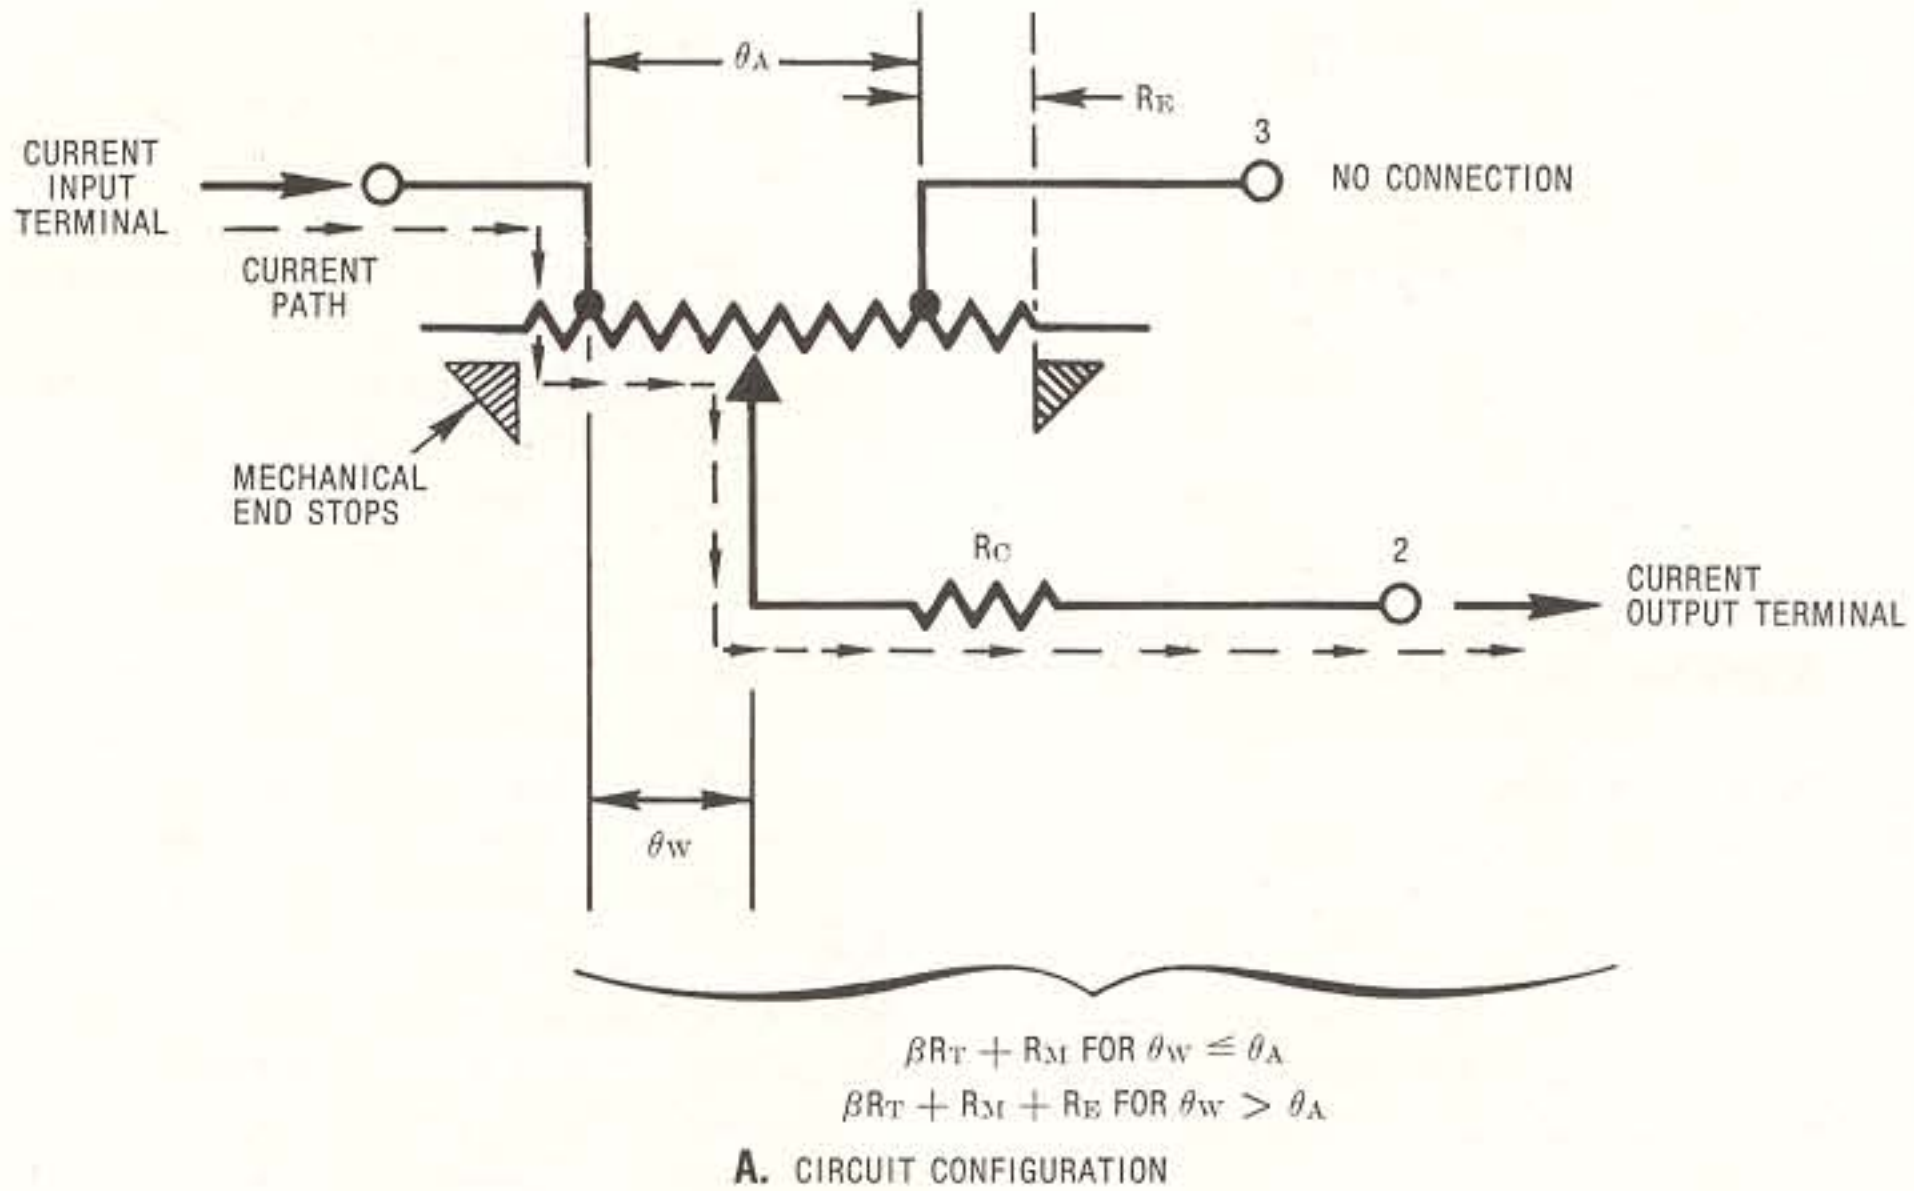 θA
RE
3
CURRENT
INPUT
TERMINAL
NO CONNECTION
CURRENT
PATH
MECHANICAL
END STOPS
RC
2
CURRENT
OUTPUT TERMINAL
θW
βRT + RM FOR θW ≦ θA
βRT + RM + RE FOR θW > θA
A. CIRCUIT CONFIGURATION